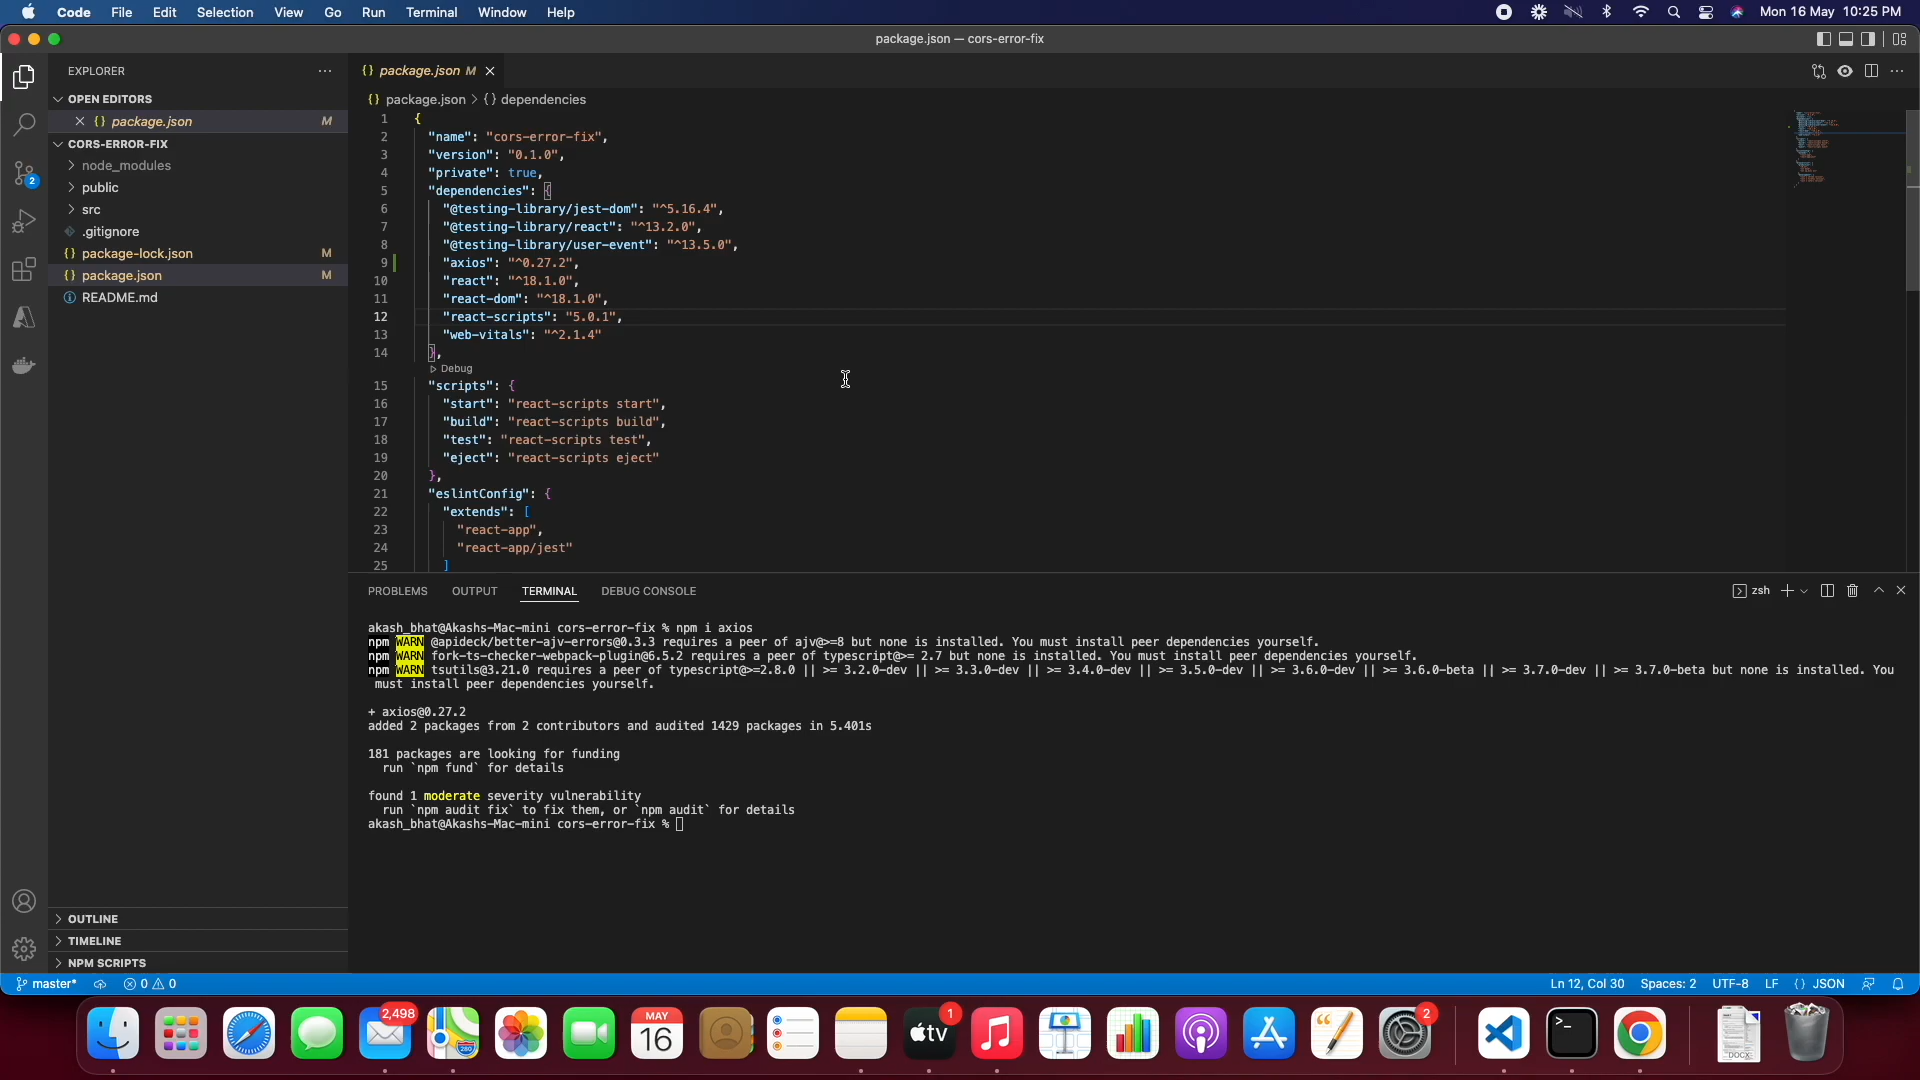 Code File Edit Selection View Go Run Terminal Window Help Mon 16 May 10:25 PM
package.json — cors-error-fix
EXPLORER
OPEN EDITORS
{} package.json M
CORS-ERROR-FIX
node_modules
public
src
.gitignore
{} package-lock.json M
{} package.json M
README.md
2
OUTLINE
TIMELINE
NPM SCRIPTS
{} package.json M
{} package.json > {} dependencies
1 {
2 "name": "cors-error-fix",
3 "version": "0.1.0",
4 "private": true,
5 "dependencies": {
6 "@testing-library/jest-dom": "^5.16.4",
7 "@testing-library/react": "^13.2.0",
8 "@testing-library/user-event": "^13.5.0",
9 "axios": "^0.27.2",
10 "react": "^18.1.0",
11 "react-dom": "^18.1.0",
12 "react-scripts": "5.0.1",
13 "web-vitals": "^2.1.4"
14 },
Debug
15 "scripts": {
16 "start": "react-scripts start",
17 "build": "react-scripts build",
18 "test": "react-scripts test",
19 "eject": "react-scripts eject"
20 },
21 "eslintConfig": {
22 "extends": [
23 "react-app",
24 "react-app/jest"
25 ]
PROBLEMS OUTPUT TERMINAL DEBUG CONSOLE zsh
akash_bhat@Akashs-Mac-mini cors-error-fix % npm i axios
npm WARN @apideck/better-ajv-errors@0.3.3 requires a peer of ajv@>=8 but none is installed. You must install peer dependencies yourself.
npm WARN fork-ts-checker-webpack-plugin@6.5.2 requires a peer of typescript@>= 2.7 but none is installed. You must install peer dependencies yourself.
npm WARN tsutils@3.21.0 requires a peer of typescript@>=2.8.0 || >= 3.2.0-dev || >= 3.3.0-dev || >= 3.4.0-dev || >= 3.5.0-dev || >= 3.6.0-dev || >= 3.6.0-beta || >= 3.7.0-dev || >= 3.7.0-beta but none is installed. You
must install peer dependencies yourself.
+ axios@0.27.2
added 2 packages from 2 contributors and audited 1429 packages in 5.401s
181 packages are looking for funding
run `npm fund` for details
found 1 moderate severity vulnerability
run `npm audit fix` to fix them, or `npm audit` for details
akash_bhat@Akashs-Mac-mini cors-error-fix %
master* 0 0 Ln 12, Col 30 Spaces: 2 UTF-8 LF {} JSON
2,498
280
MAY
16
tv
1
2
>_
DOCX